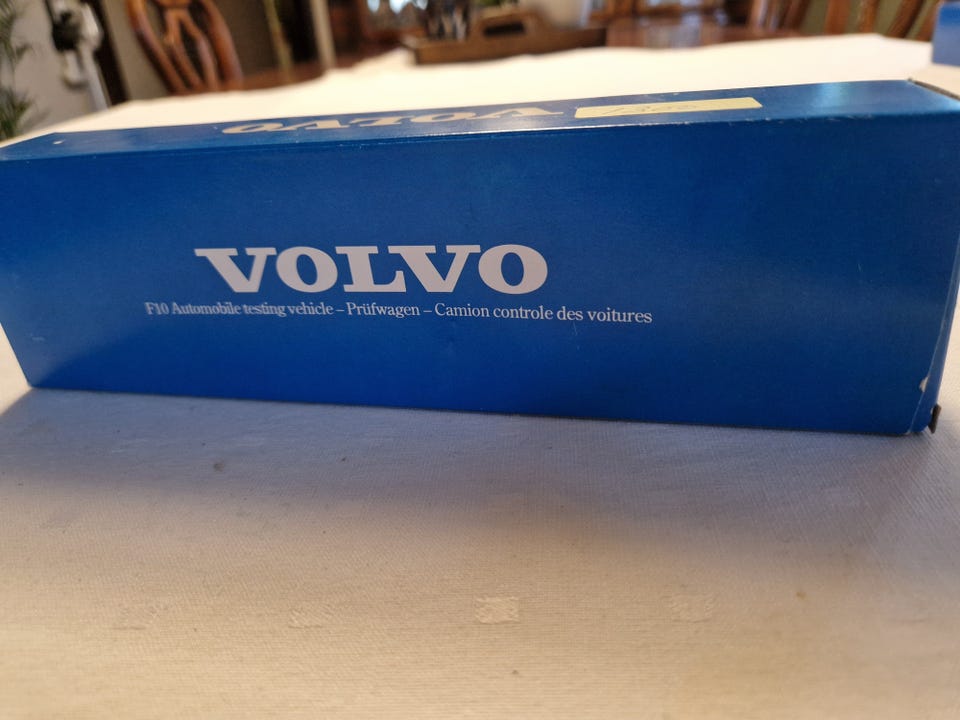 VOLVO
VOLVO
F10 Automobile testing vehicle – Prüfwagen – Camion controle des voitures